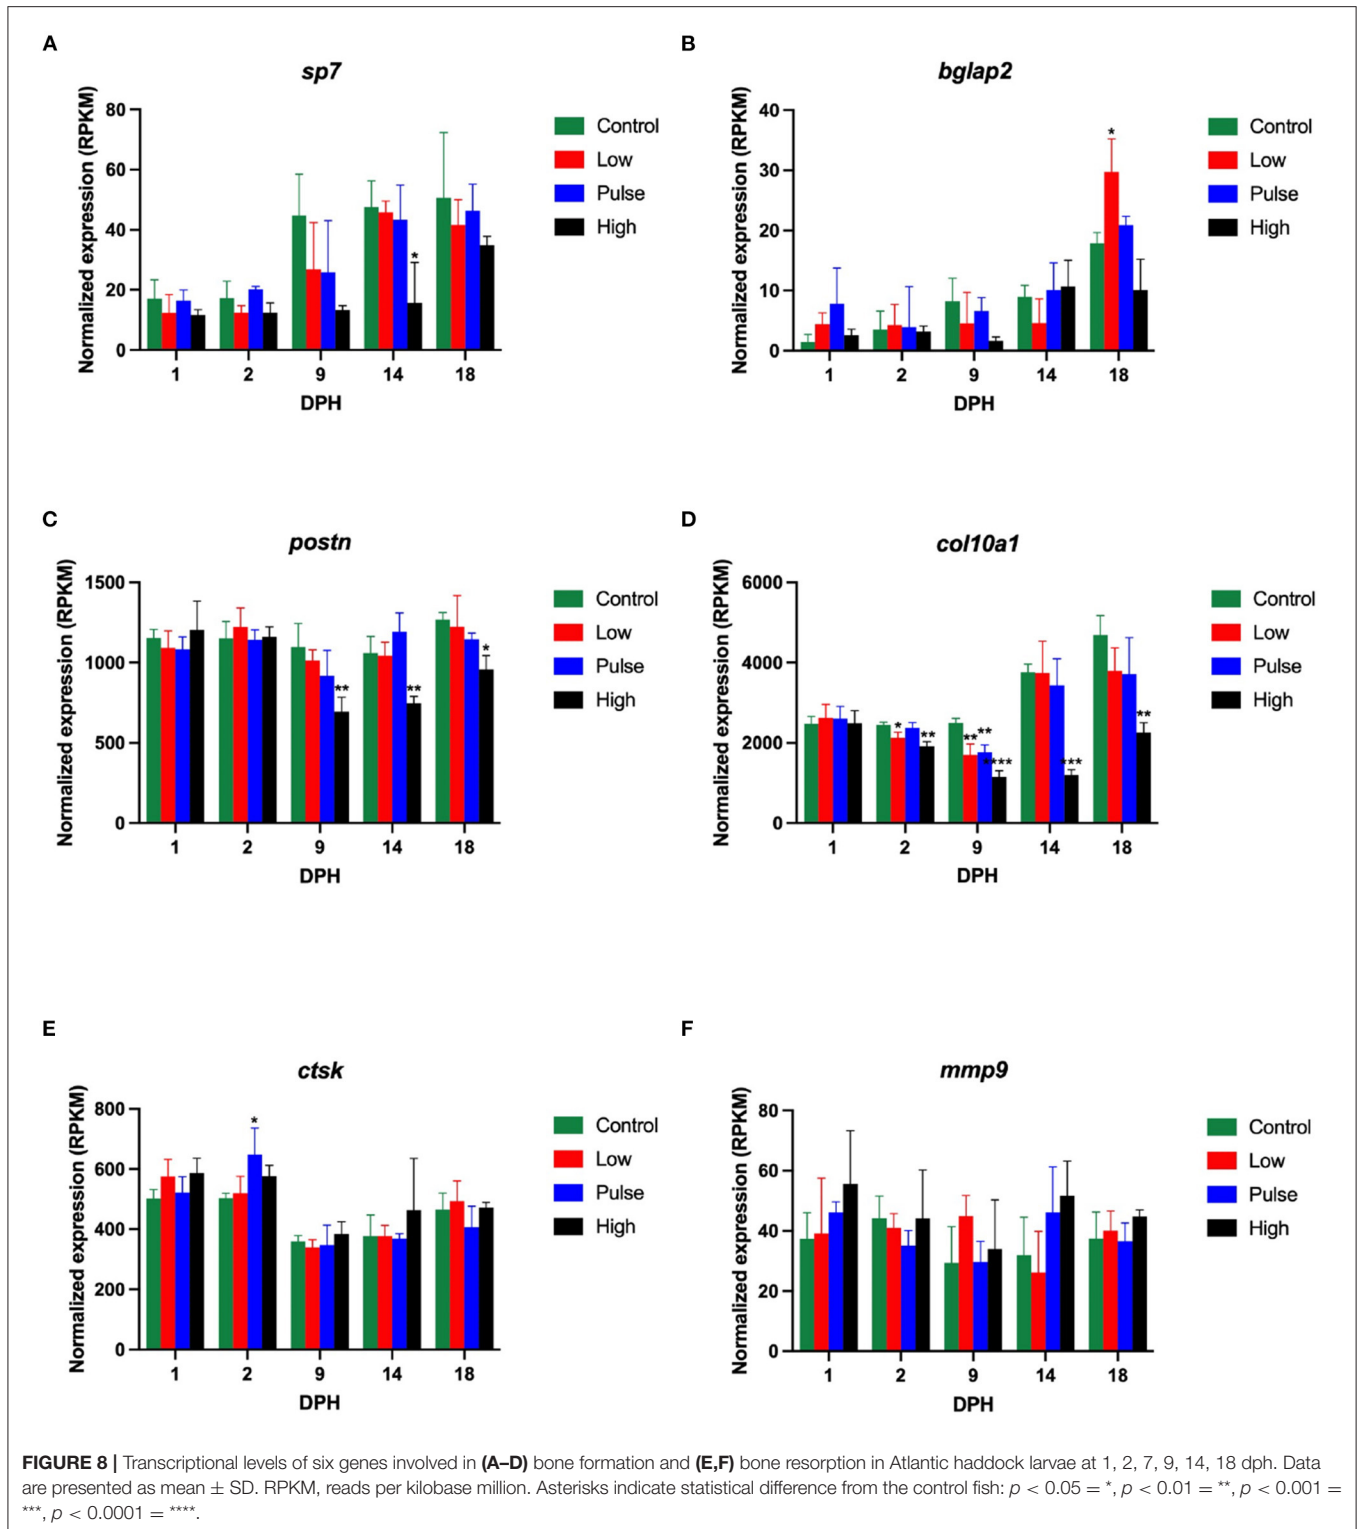 A
sp7
Normalized expression (RPKM)
80
60
40
20
0
*
1 2 9 14 18
DPH
Control
Low
Pulse
High
B
bglap2
Normalized expression (RPKM)
40
30
20
10
0
*
1 2 9 14 18
DPH
Control
Low
Pulse
High
C
postn
Normalized expression (RPKM)
1500
1000
500
0
** ** *
1 2 9 14 18
DPH
Control
Low
Pulse
High
D
col10a1
Normalized expression (RPKM)
6000
4000
2000
0
* ** ** ** **** *** **
1 2 9 14 18
DPH
Control
Low
Pulse
High
E
ctsk
Normalized expression (RPKM)
800
600
400
200
0
*
1 2 9 14 18
DPH
Control
Low
Pulse
High
F
mmp9
Normalized expression (RPKM)
80
60
40
20
0
1 2 9 14 18
DPH
Control
Low
Pulse
High
FIGURE 8 | Transcriptional levels of six genes involved in (A–D) bone formation and (E,F) bone resorption in Atlantic haddock larvae at 1, 2, 7, 9, 14, 18 dph. Data
are presented as mean ± SD. RPKM, reads per kilobase million. Asterisks indicate statistical difference from the control fish: p < 0.05 = *, p < 0.01 = **, p < 0.001 =
***, p < 0.0001 = ****.